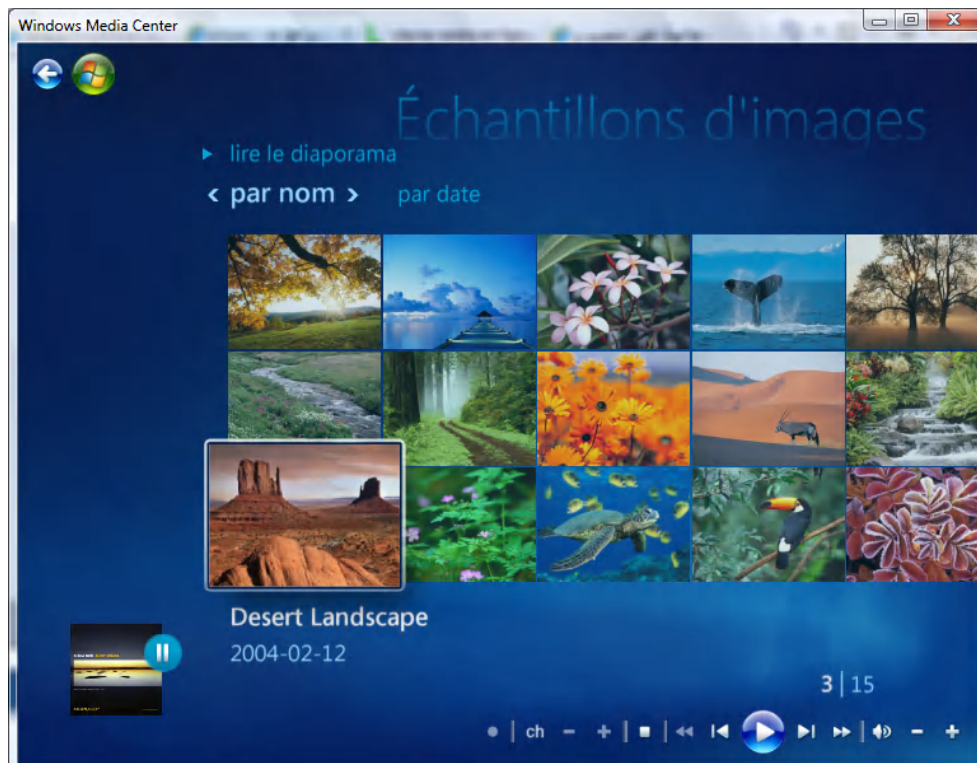 Windows Media Center
Échantillons d'images
lire le diaporama
‹ par nom › par date
Desert Landscape
2004-02-12
3 | 15
ch